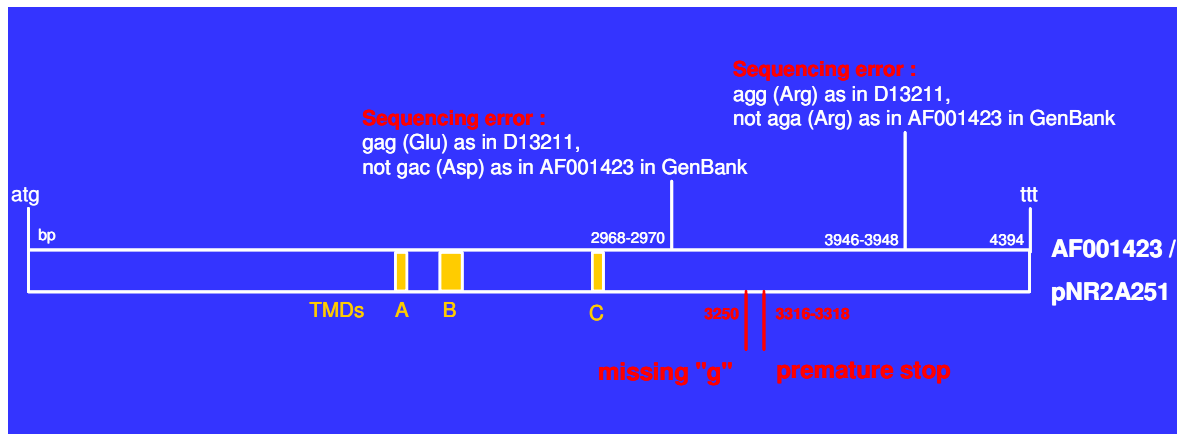 Sequencing error :
agg (Arg) as in D13211,
not aga (Arg) as in AF001423 in GenBank
Sequencing error :
gag (Glu) as in D13211,
not gac (Asp) as in AF001423 in GenBank
atg
ttt
bp
2968-2970
3946-3948
4394
AF001423 /
pNR2A251
TMDs A B C
3250
3316-3318
missing "g"
premature stop